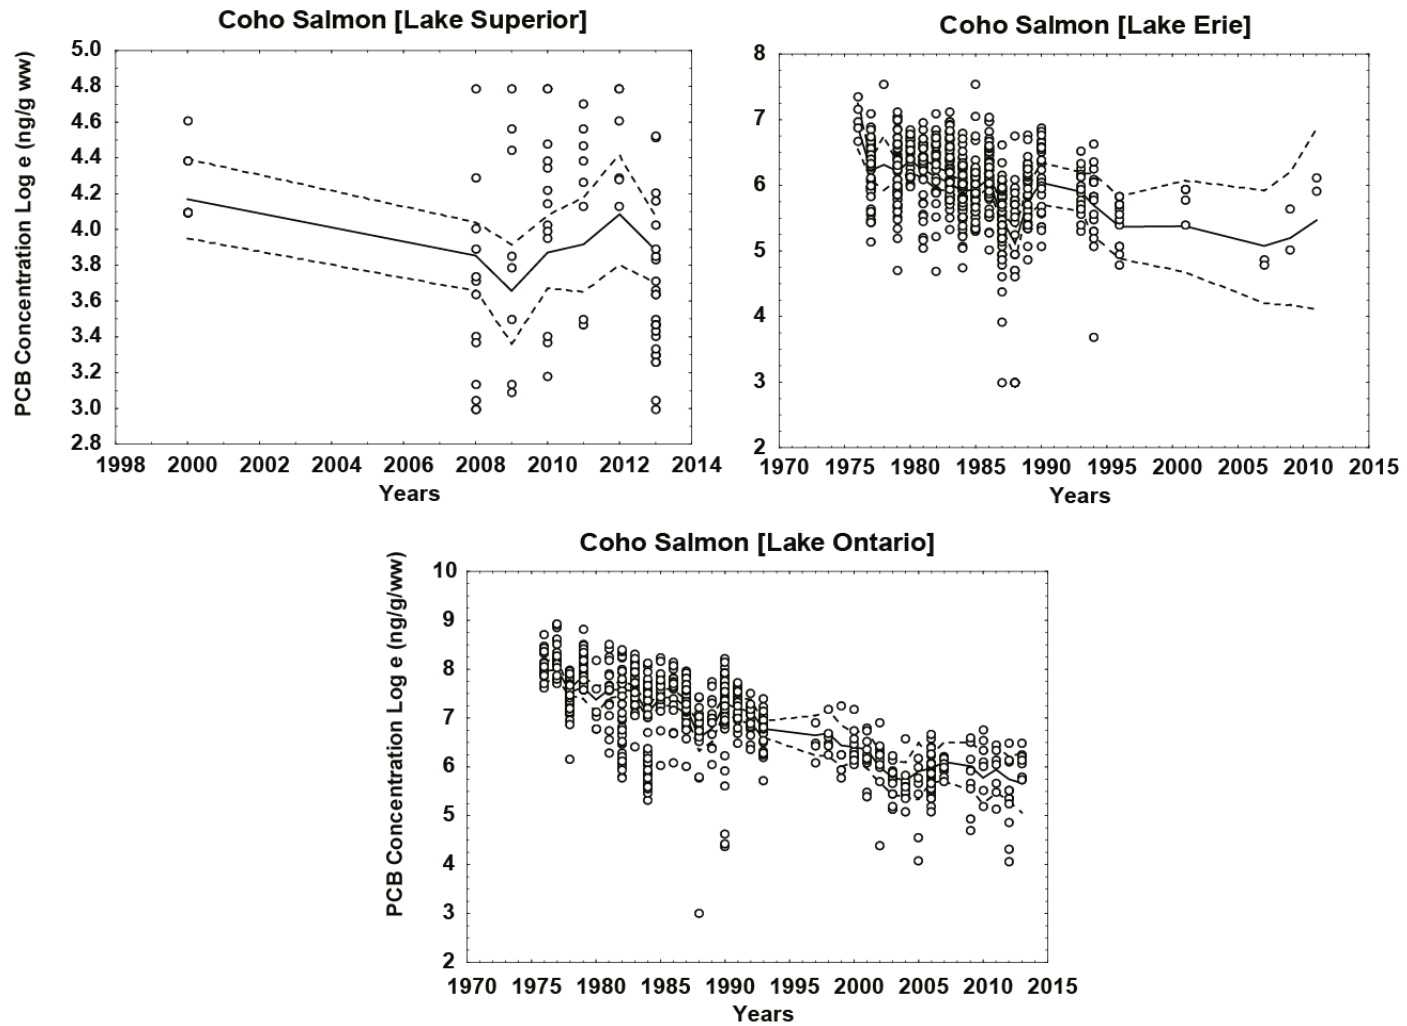 Coho Salmon [Lake Superior]
PCB Concentration Log e (ng/g ww)
5.0
4.8
4.6
4.4
4.2
4.0
3.8
3.6
3.4
3.2
3.0
2.8
1998 2000 2002 2004 2006 2008 2010 2012 2014
Years
Coho Salmon [Lake Erie]
8
7
6
5
4
3
2
1970 1975 1980 1985 1990 1995 2000 2005 2010 2015
Years
Coho Salmon [Lake Ontario]
PCB Concentration Log e (ng/g/ww)
10
9
8
7
6
5
4
3
2
1970 1975 1980 1985 1990 1995 2000 2005 2010 2015
Years